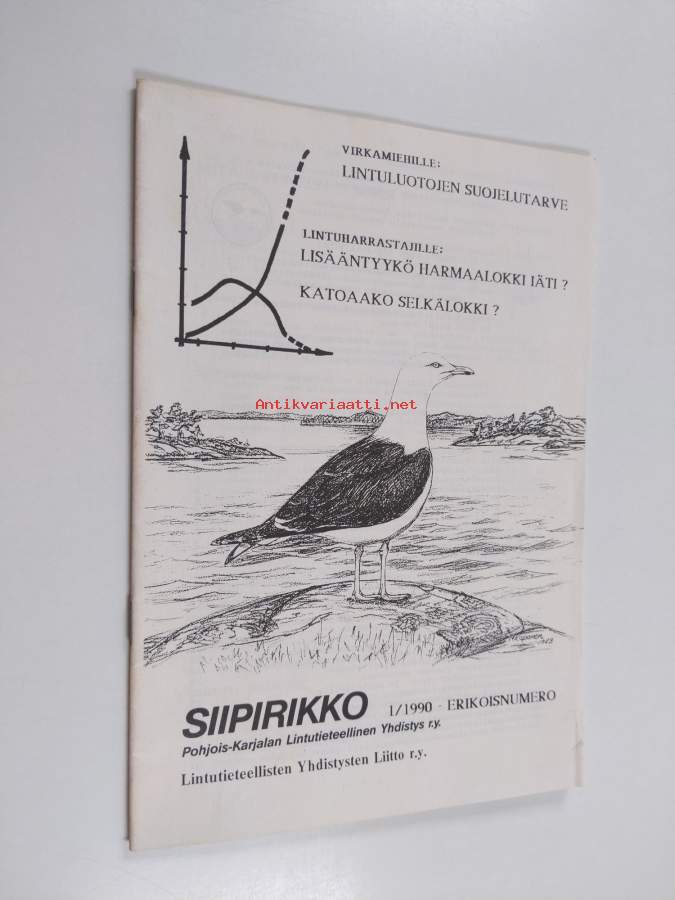 VIRKAMIEHILLE:
LINTULUOTOJEN SUOJELUTARVE
LINTUHARRASTAJILLE:
LISÄÄNTYYKÖ HARMAALOKKI IÄTI ?
KATOAAKO SELKÄLOKKI ?
Antikvariaatti.net
SIIPIRIKKO 1/1990 - ERIKOISNUMERO
Pohjois-Karjalan Lintutieteellinen Yhdistys r.y.
Lintutieteellisten Yhdistysten Liitto r.y.